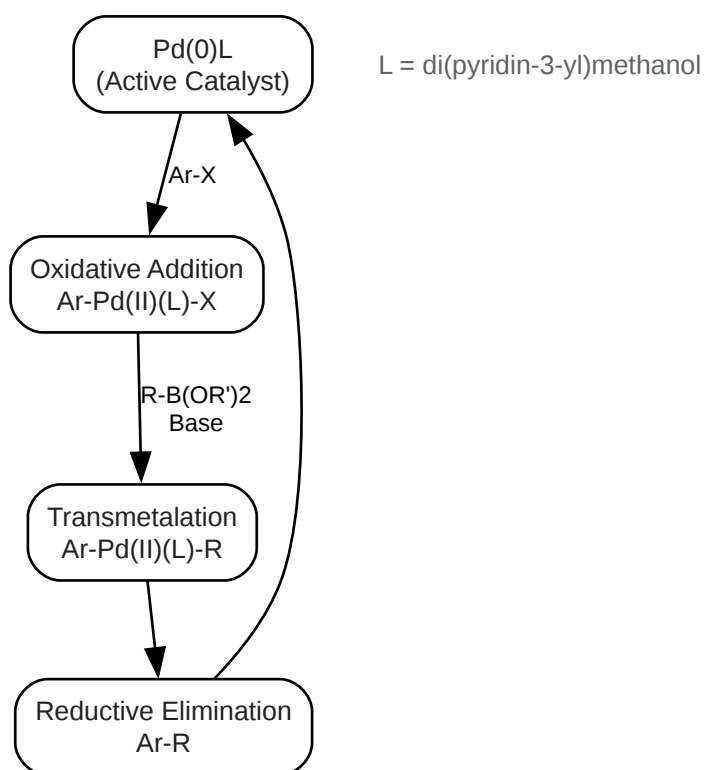 Pd(0)L
(Active Catalyst)
L = di(pyridin-3-yl)methanol
Ar-X
Oxidative Addition
Ar-Pd(II)(L)-X
R-B(OR')2
Base
Transmetalation
Ar-Pd(II)(L)-R
Reductive Elimination
Ar-R